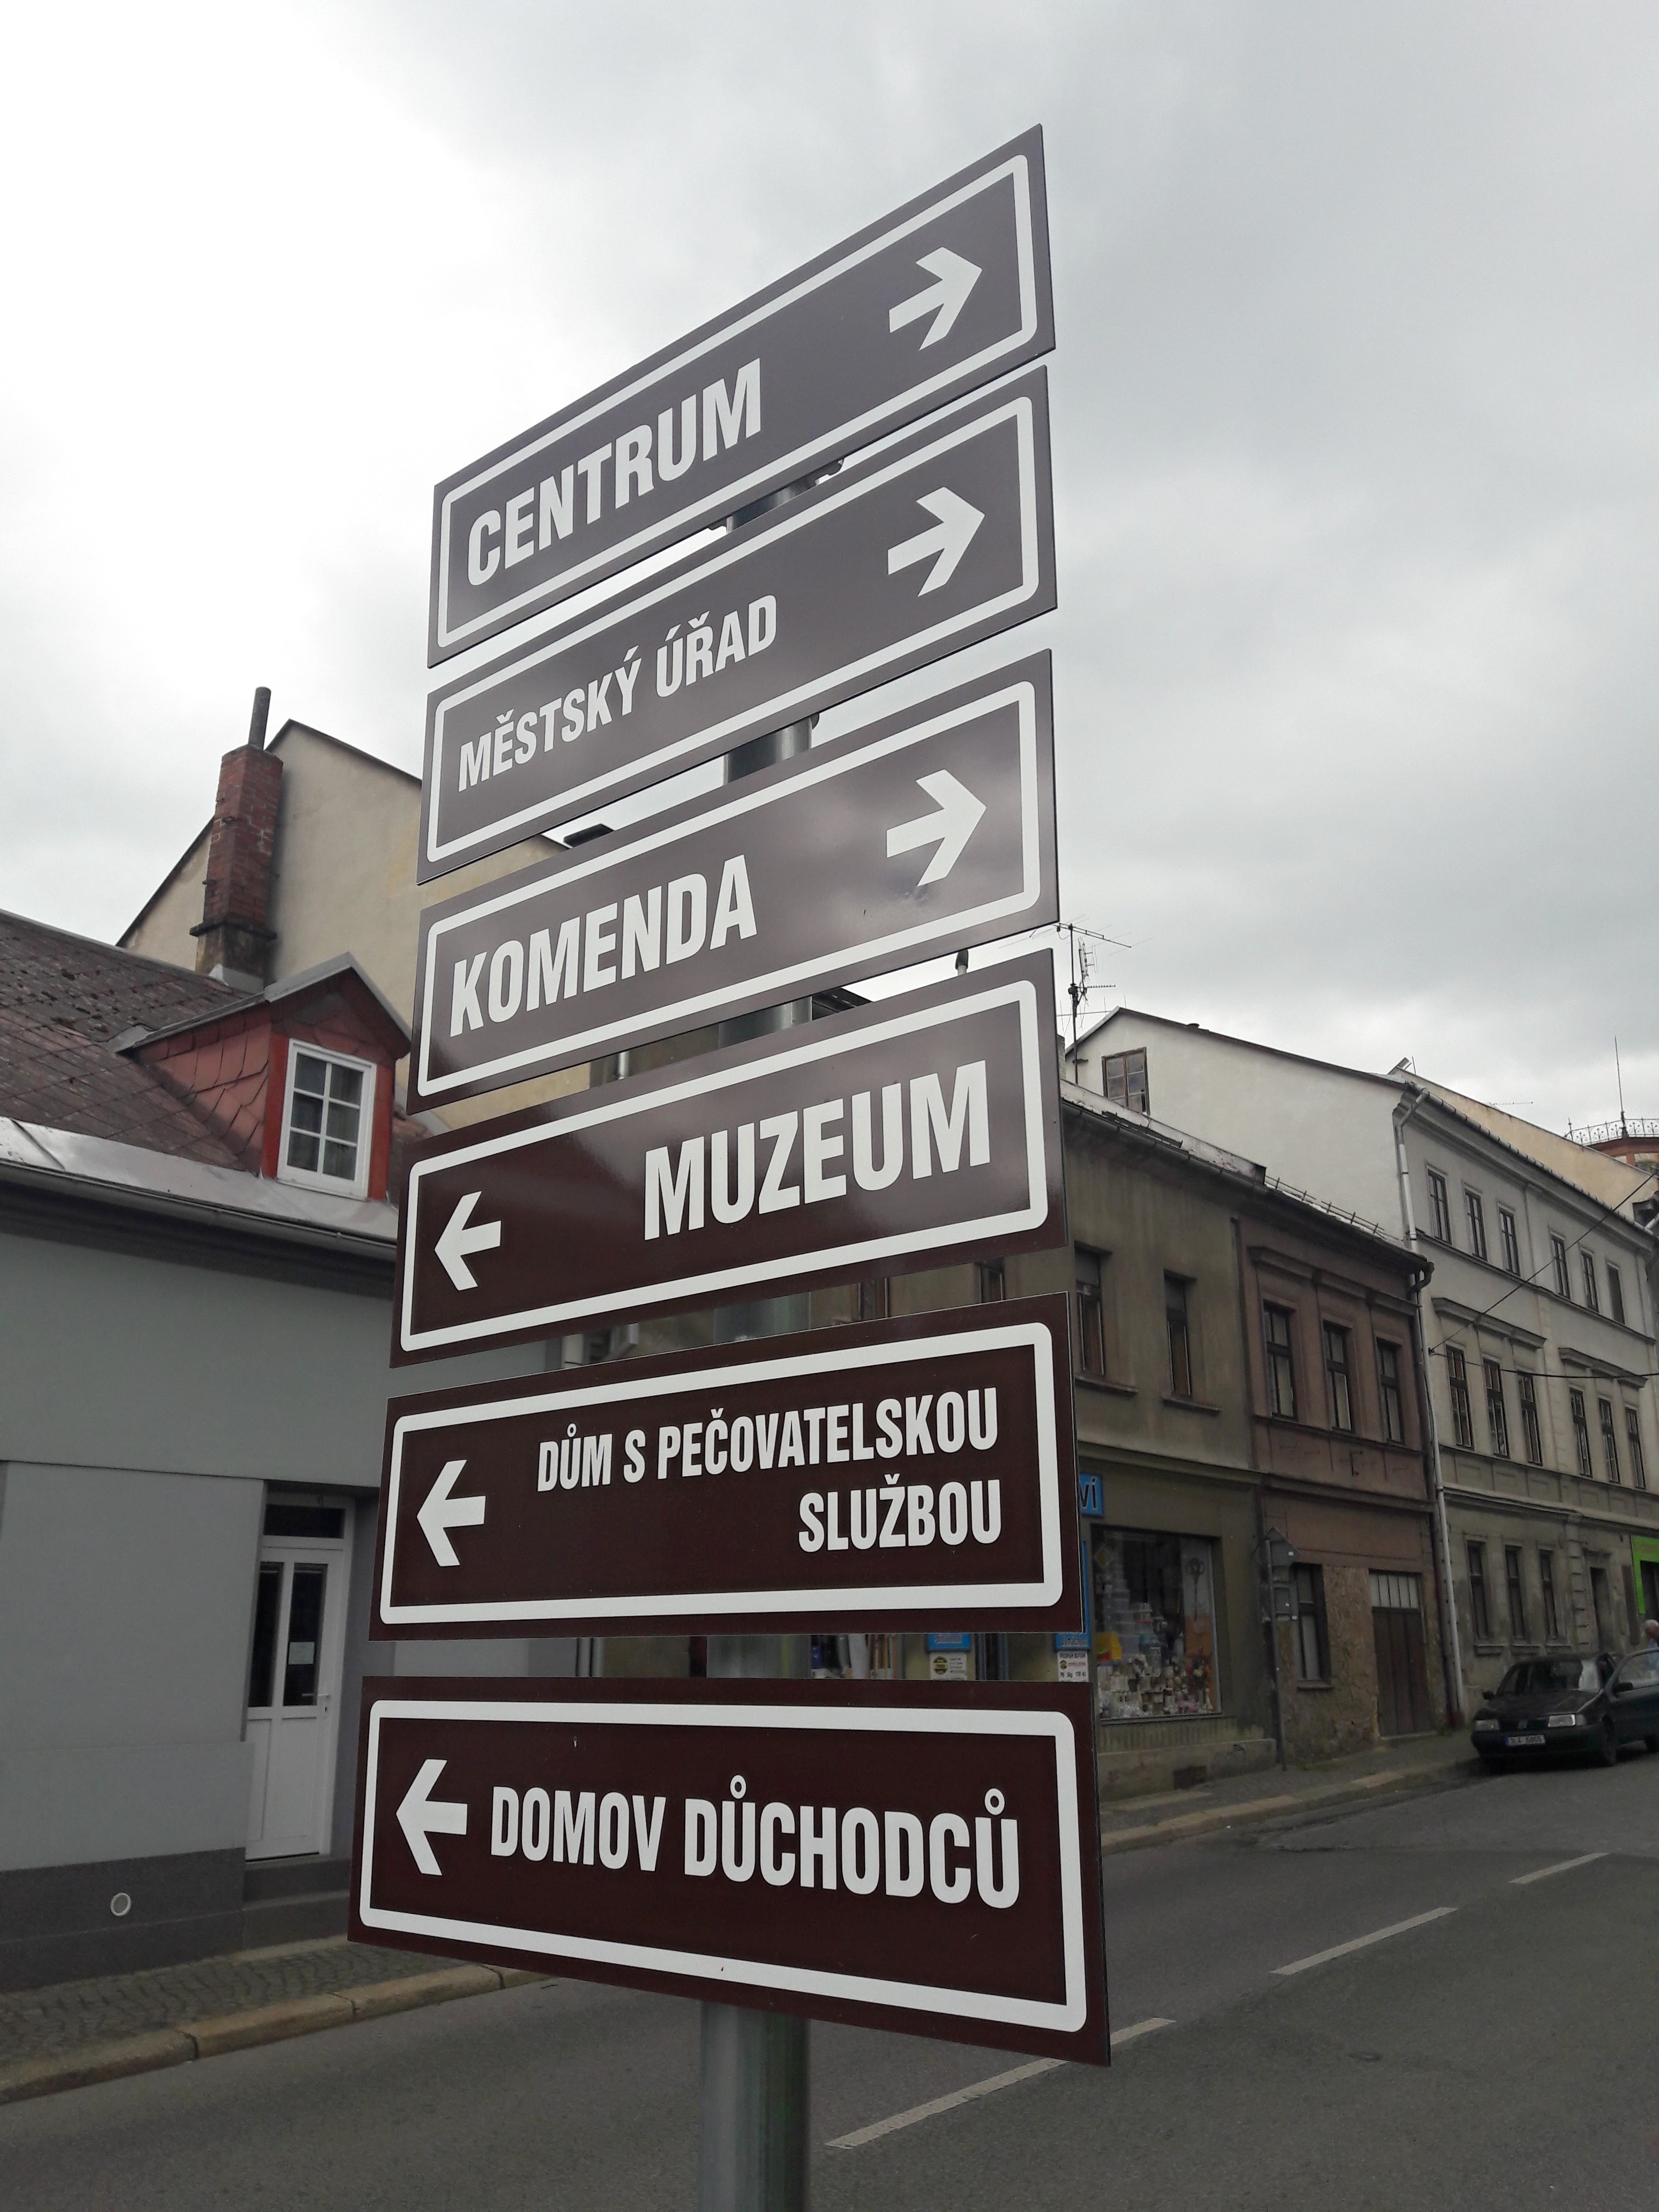 CENTRUM
MĚSTSKÝ ÚŘAD
KOMENDA
MUZEUM
DŮM S PEČOVATELSKOU
SLUŽBOU
DOMOV DŮCHODCŮ